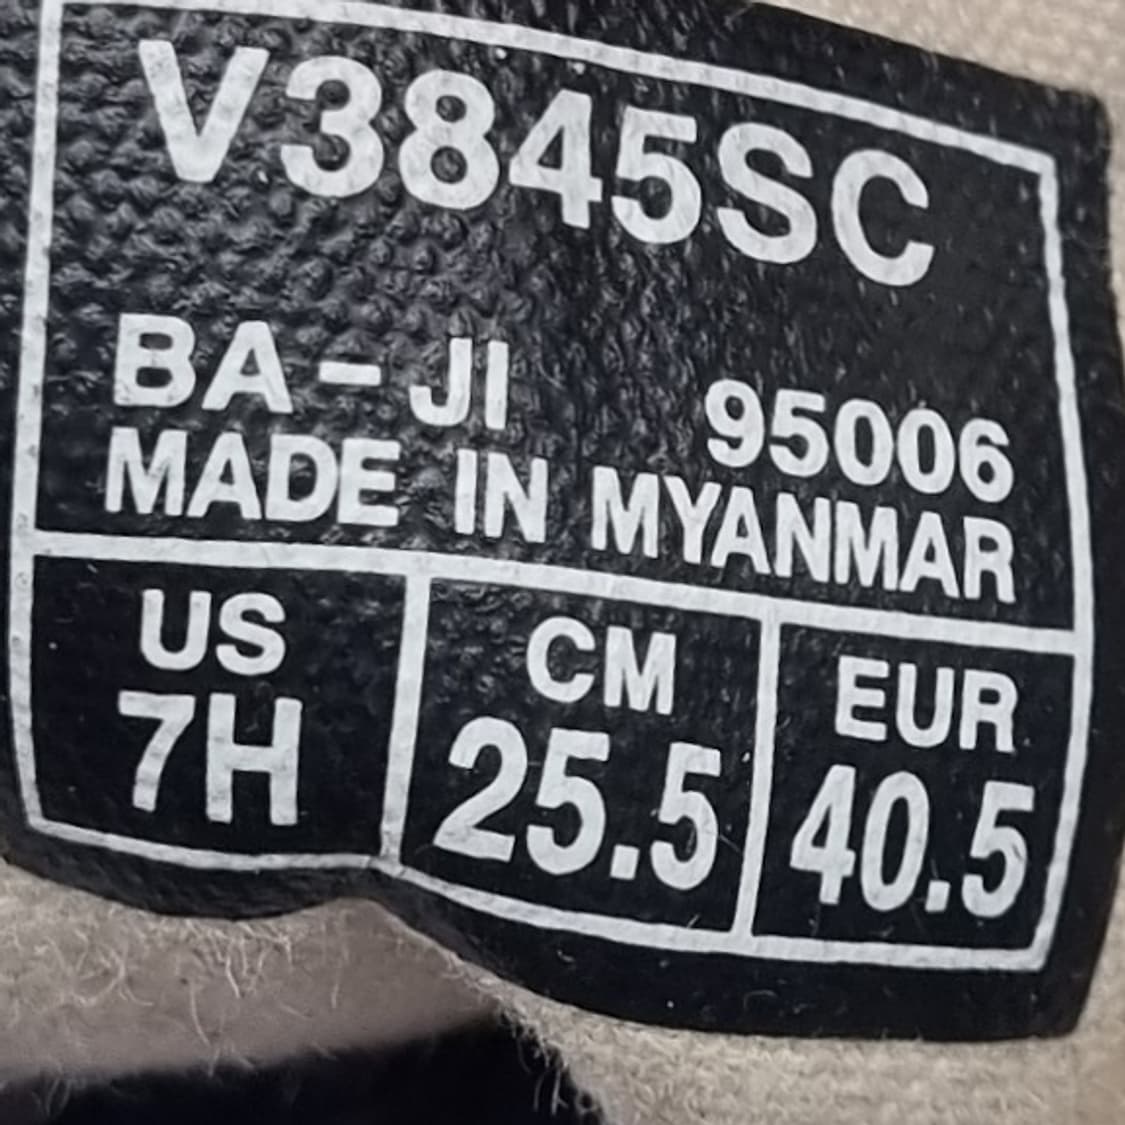 V3845SC
BA-JI 95006
MADE IN MYANMAR
US CM EUR
7H 25.5 40.5